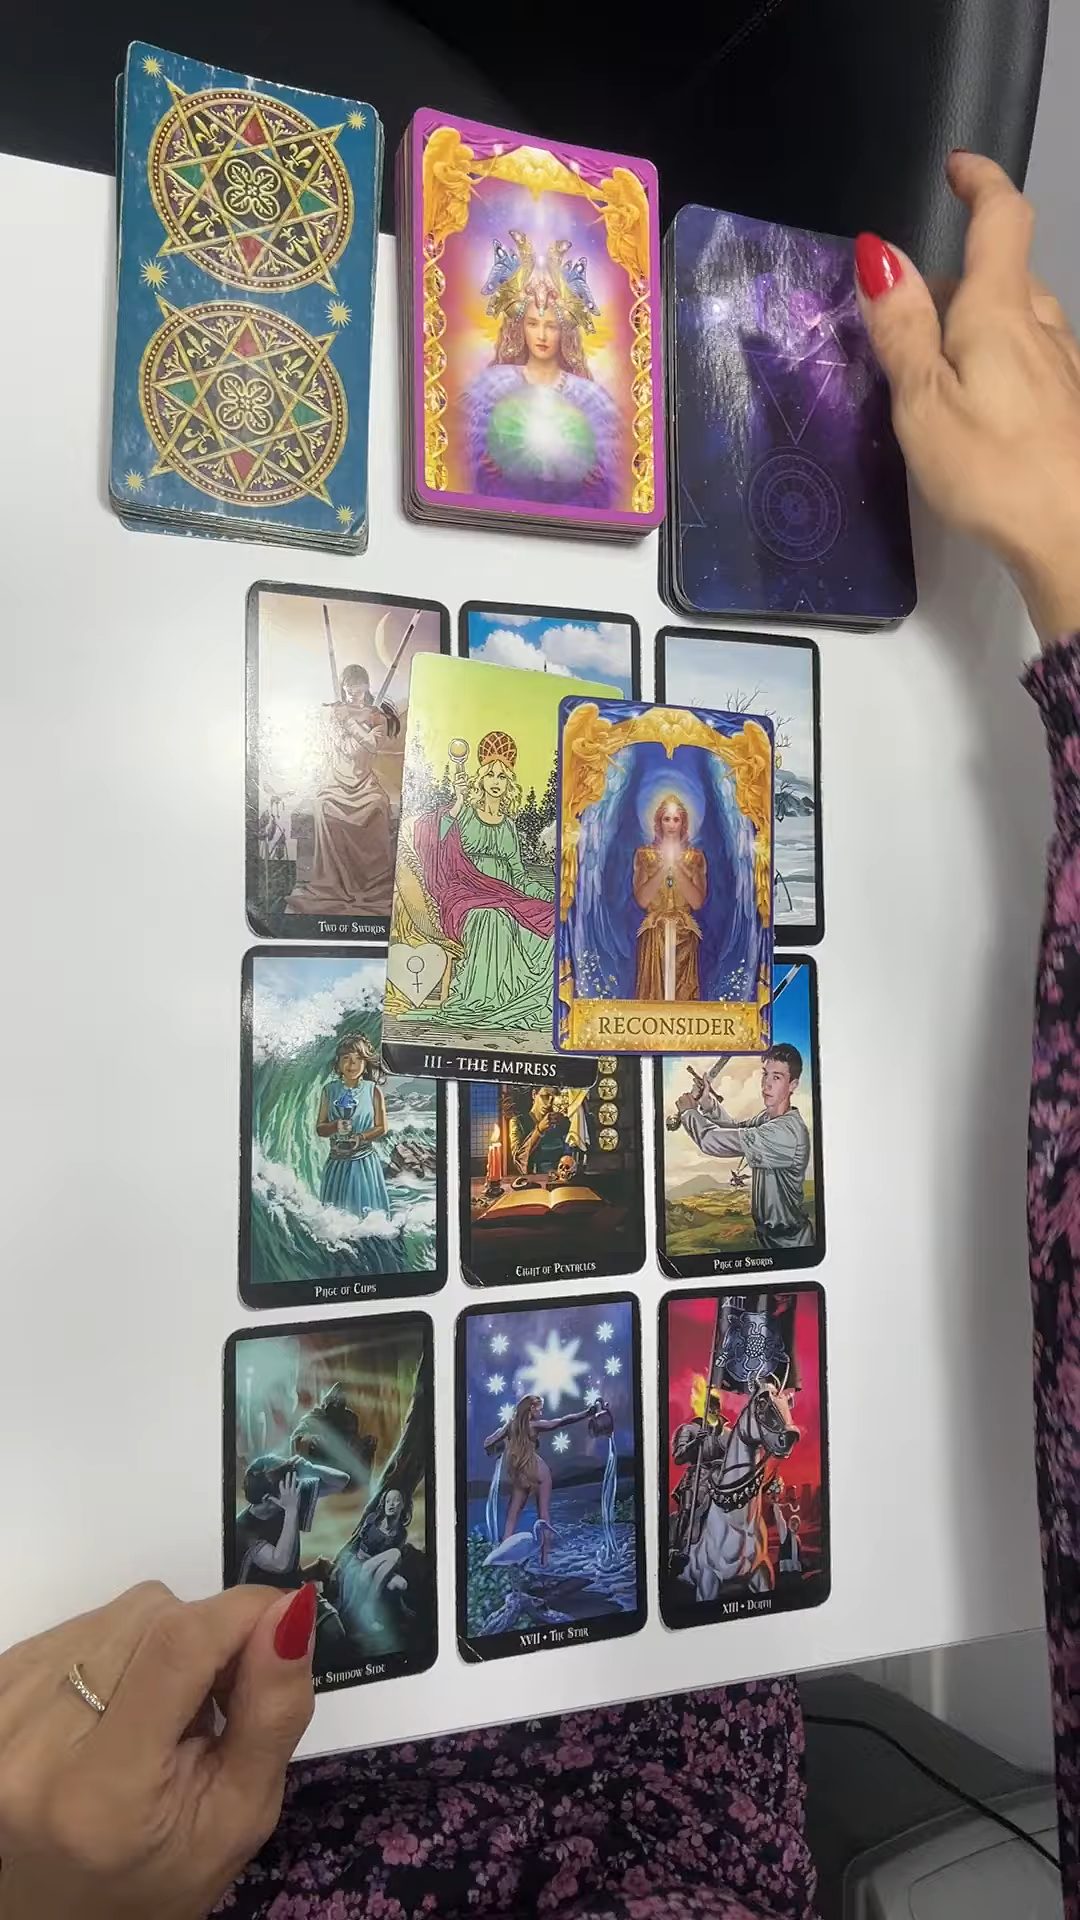 TWO OF SWORDS
III - THE EMPRESS
RECONSIDER
PAGE OF CUPS
EIGHT OF PENTACLES
PAGE OF SWORDS
THE SHADOW SIDE
XVII • THE STAR
XIII • DEATH